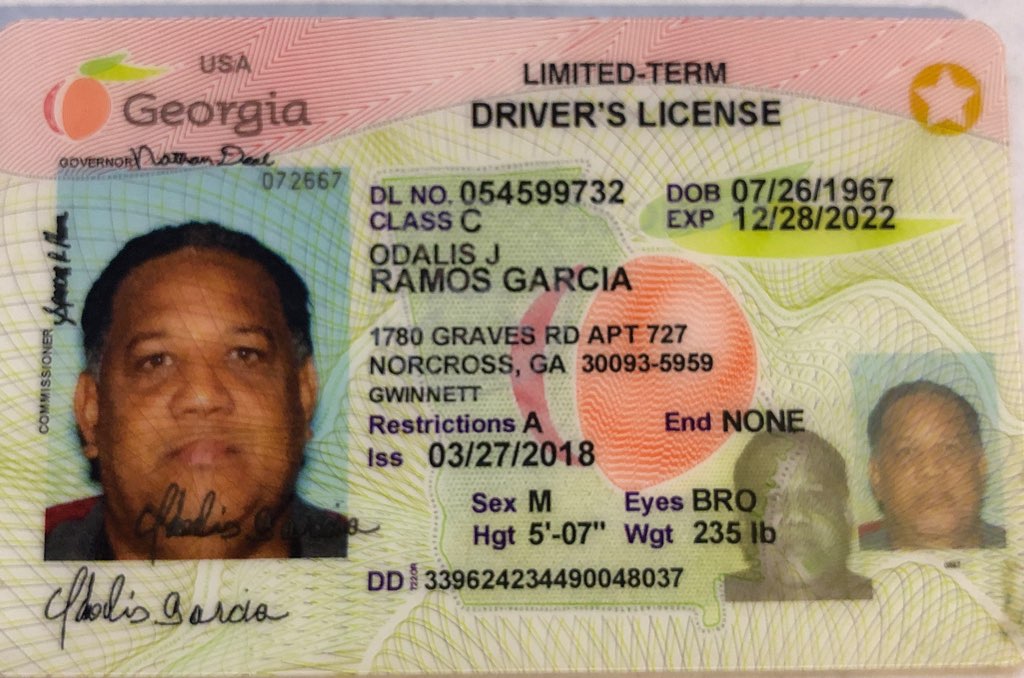 USA
Georgia
LIMITED-TERM
DRIVER'S LICENSE
GOVERNOR Nathan Deal
072667
COMMISSIONER
DL NO. 054599732
DOB 07/26/1967
CLASS C
EXP 12/28/2022
ODALIS J
RAMOS GARCIA
1780 GRAVES RD APT 727
NORCROSS, GA 30093-5959
GWINNETT
Restrictions A
End NONE
Iss 03/27/2018
Sex M
Eyes BRO
Hgt 5'-07"
Wgt 235 lb
DD 339624234490048037
Odalis Garcia
Odalis Garcia